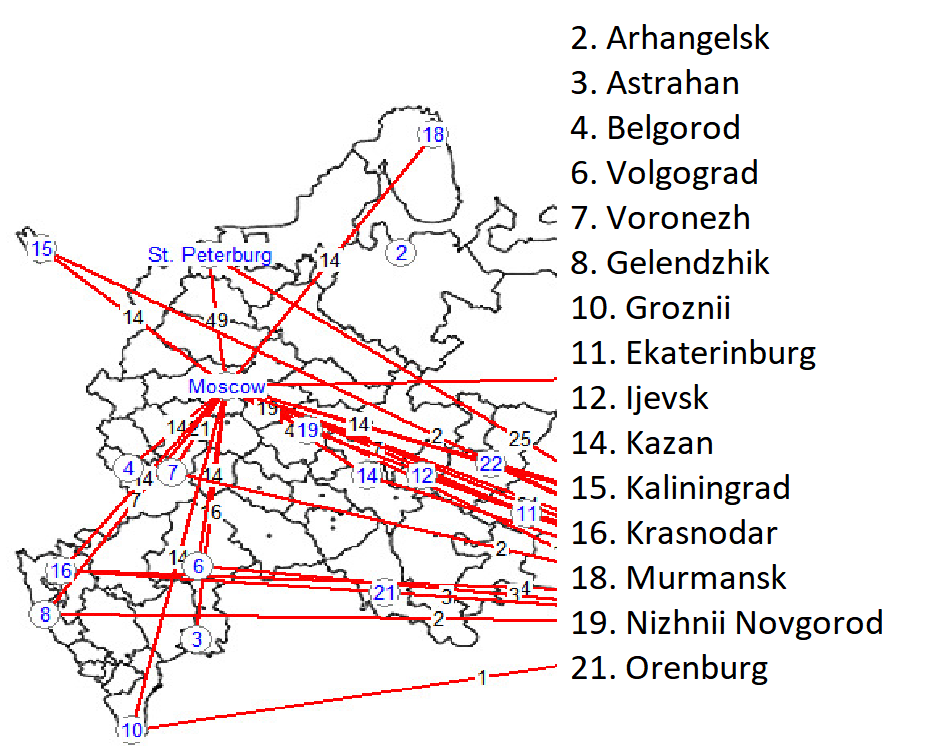 2. Arhangelsk
3. Astrahan
4. Belgorod
6. Volgograd
7. Voronezh
8. Gelendzhik
10. Groznii
11. Ekaterinburg
12. Ijevsk
14. Kazan
15. Kaliningrad
16. Krasnodar
18. Murmansk
19. Nizhnii Novgorod
21. Orenburg
18
15
St. Peterburg
14
2
14
49
Moscow
19
14
1
19
14
2
25
4
7
14
14
12
22
14
7
16
11
14
6
2
16
21
3
3
4
8
3
2
1
10